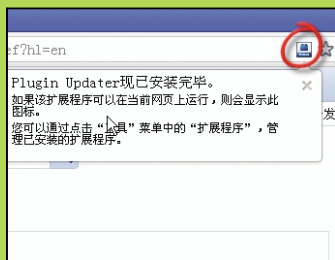 ef?hl=en
Plugin Updater现已安装完毕。
如果该扩展程序可以在当前网页上运行，则会显示此
图标。
您可以通过点击“工具”菜单中的“扩展程序”，管
理已安装的扩展程序。
发